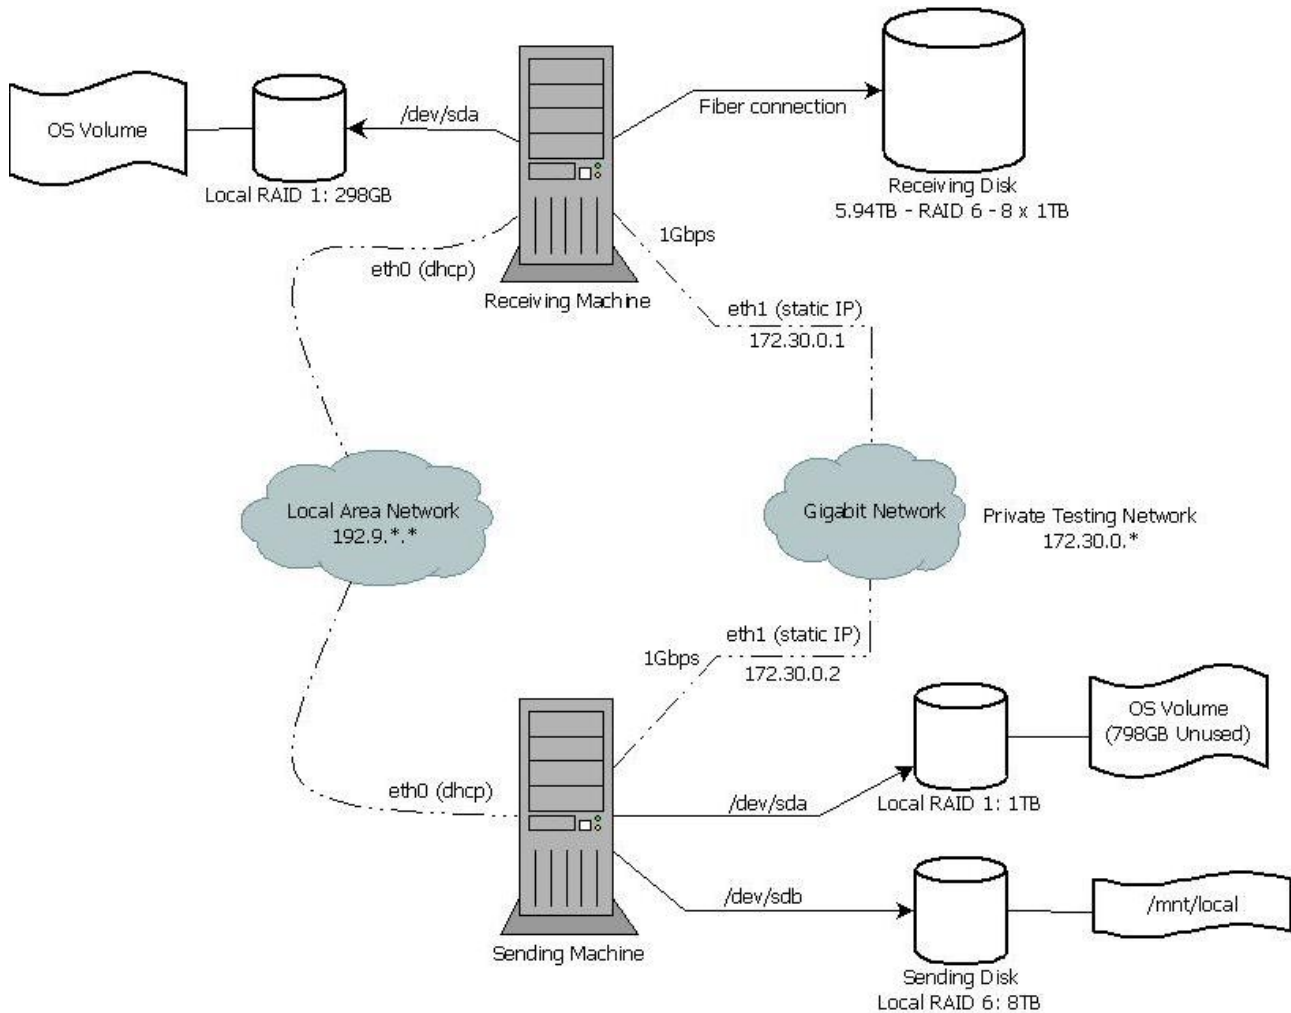 /dev/sda
Fiber connection
OS Volume
Local RAID 1: 298GB
Receiving Disk
5.94TB - RAID 6 - 8 x 1TB
1Gbps
eth0 (dhcp)
Receiving Machine
eth1 (static IP)
172.30.0.1
Local Area Network
192.9.*.*
Gigabit Network
Private Testing Network
172.30.0.*
eth1 (static IP)
1Gbps
172.30.0.2
OS Volume
(798GB Unused)
eth0 (dhcp)
/dev/sda
Local RAID 1: 1TB
/dev/sdb
/mnt/local
Sending Machine
Sending Disk
Local RAID 6: 8TB